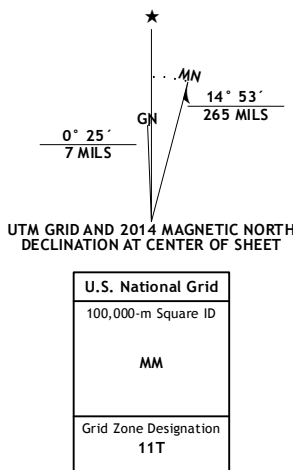 ★
MN
GN
14° 53´
265 MILS
0° 25´
7 MILS
UTM GRID AND 2014 MAGNETIC NORTH
DECLINATION AT CENTER OF SHEET
U.S. National Grid
100,000-m Square ID
MM
Grid Zone Designation
11T